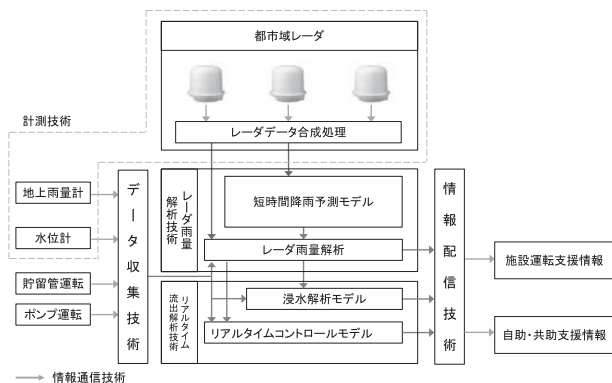 都市域レーダ
レーダデータ合成処理
計測技術
地上雨量計
水位計
貯留管運転
ポンプ運転
データ収集技術
レーダ雨量
解析技術
短時間降雨予測モデル
レーダ雨量解析
リアルタイム
流出解析技術
浸水解析モデル
リアルタイムコントロールモデル
情報配信技術
施設運転支援情報
自助・共助支援情報
情報通信技術